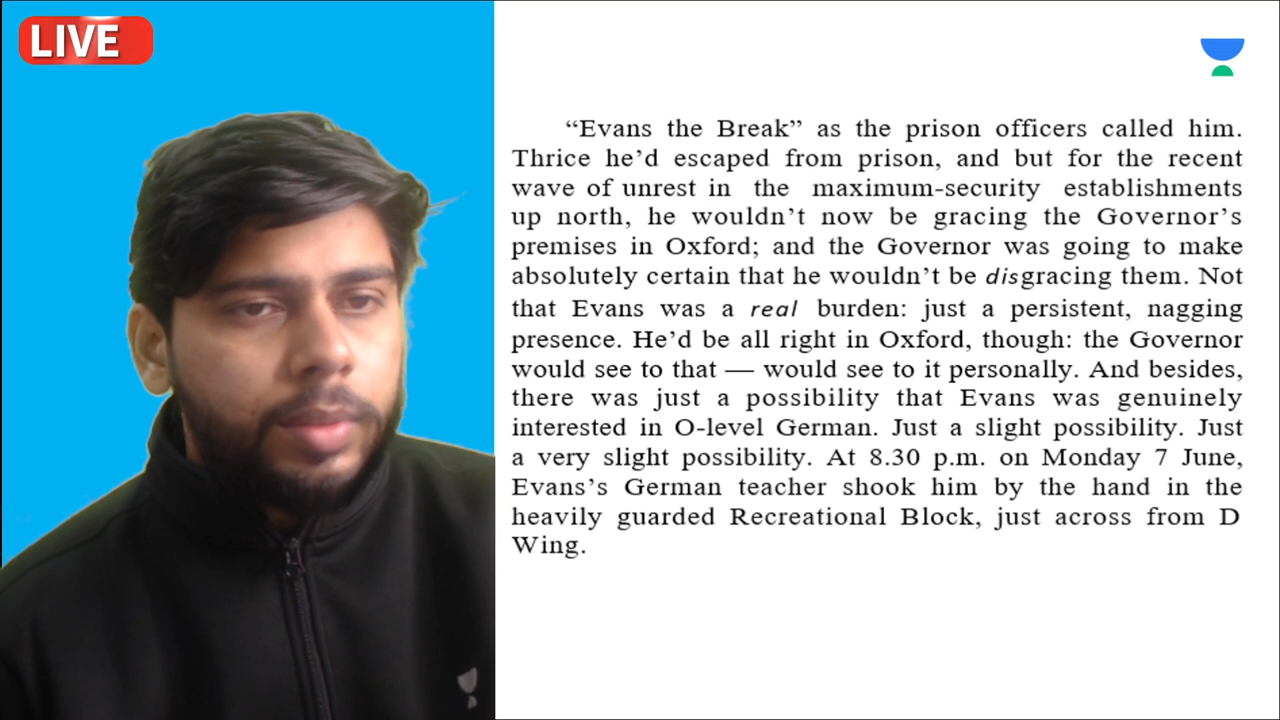 LIVE
“Evans the Break” as the prison officers called him.
Thrice he’d escaped from prison, and but for the recent
wave of unrest in the maximum-security establishments
up north, he wouldn’t now be gracing the Governor’s
premises in Oxford; and the Governor was going to make
absolutely certain that he wouldn’t be disgracing them. Not
that Evans was a real burden: just a persistent, nagging
presence. He’d be all right in Oxford, though: the Governor
would see to that — would see to it personally. And besides,
there was just a possibility that Evans was genuinely
interested in O-level German. Just a slight possibility. Just
a very slight possibility. At 8.30 p.m. on Monday 7 June,
Evans’s German teacher shook him by the hand in the
heavily guarded Recreational Block, just across from D
Wing.